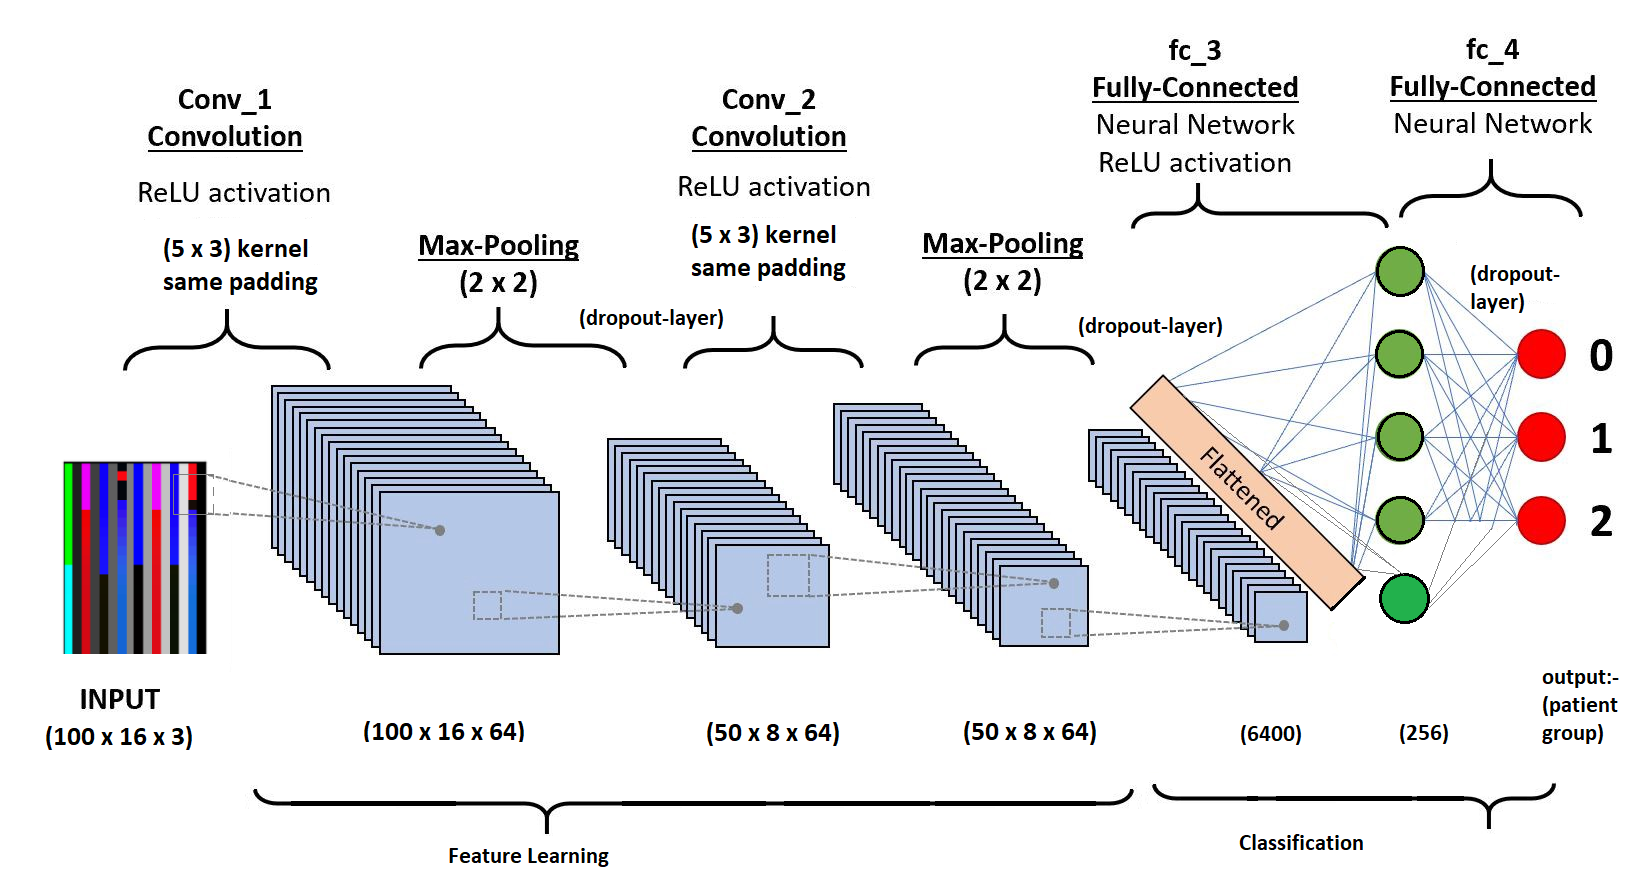 Conv_1
Convolution
ReLU activation
(5 x 3) kernel
same padding
Max-Pooling
(2 x 2)
(dropout-layer)
Conv_2
Convolution
ReLU activation
(5 x 3) kernel
same padding
Max-Pooling
(2 x 2)
(dropout-layer)
fc_3
Fully-Connected
Neural Network
ReLU activation
fc_4
Fully-Connected
Neural Network
(dropout-
layer)
Flattened
0
1
2
INPUT
(100 x 16 x 3)
(100 x 16 x 64)
(50 x 8 x 64)
(50 x 8 x 64)
(6400)
(256)
output:-
(patient
group)
Feature Learning
Classification